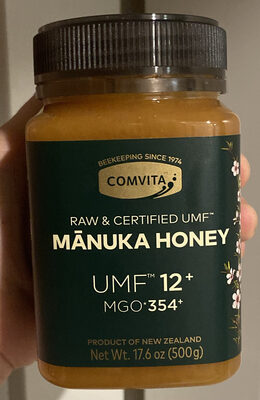 BEEKEEPING SINCE 1974
COMVITA
RAW & CERTIFIED UMF™
MĀNUKA HONEY
UMF™ 12+
MGO•354+
PRODUCT OF NEW ZEALAND
Net Wt. 17.6 oz (500g)